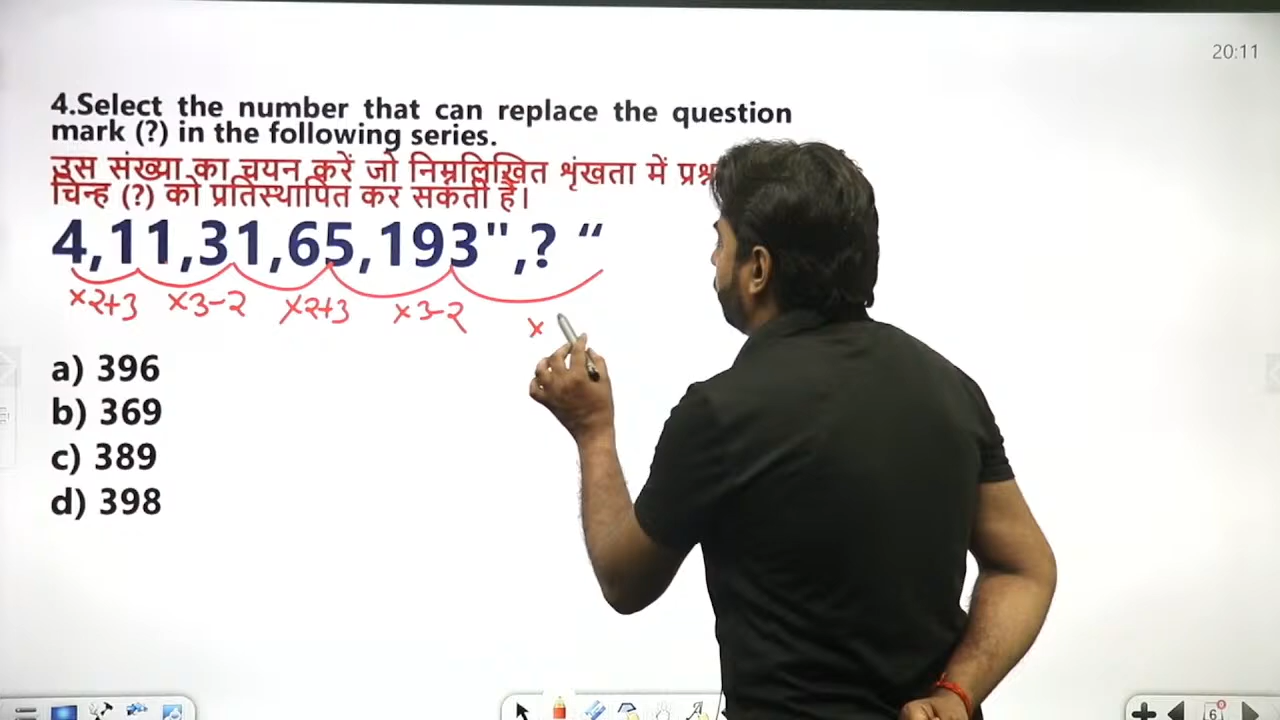 20:11
4.Select the number that can replace the question
mark (?) in the following series.
उस संख्या का चयन करें जो निम्नलिखित शृंखता में प्रश्न
चिन्ह (?) को प्रतिस्थापित कर सकती है।
4,11,31,65,193",? “
×2+3 ×3-2 ×2+3 ×3-2 ×
a) 396
b) 369
c) 389
d) 398
6